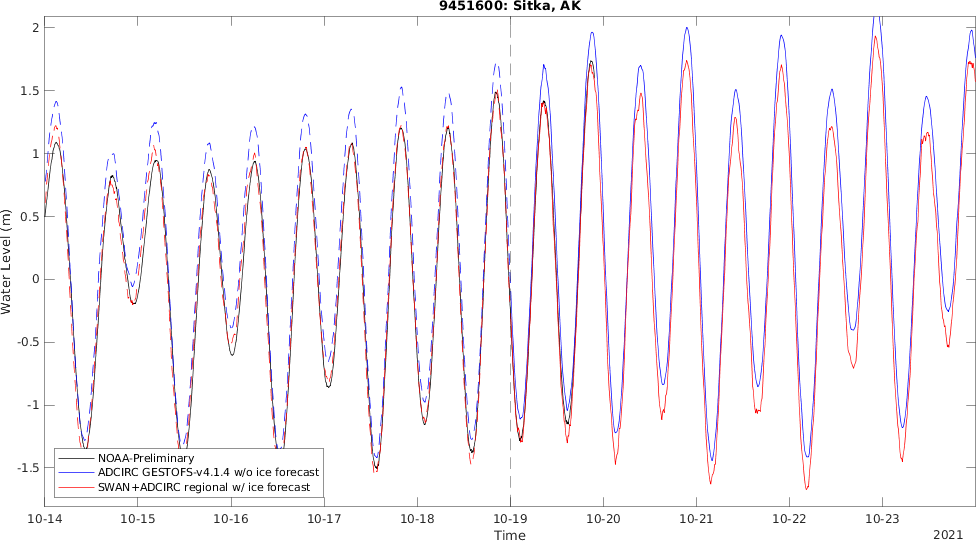 9451600: Sitka, AK
2
1.5
1
0.5
0
-0.5
-1
-1.5
Water Level (m)
NOAA-Preliminary
ADCIRC GESTOFS-v4.1.4 w/o ice forecast
SWAN+ADCIRC regional w/ ice forecast
10-14 10-15 10-16 10-17 10-18 10-19 10-20 10-21 10-22 10-23
Time
2021